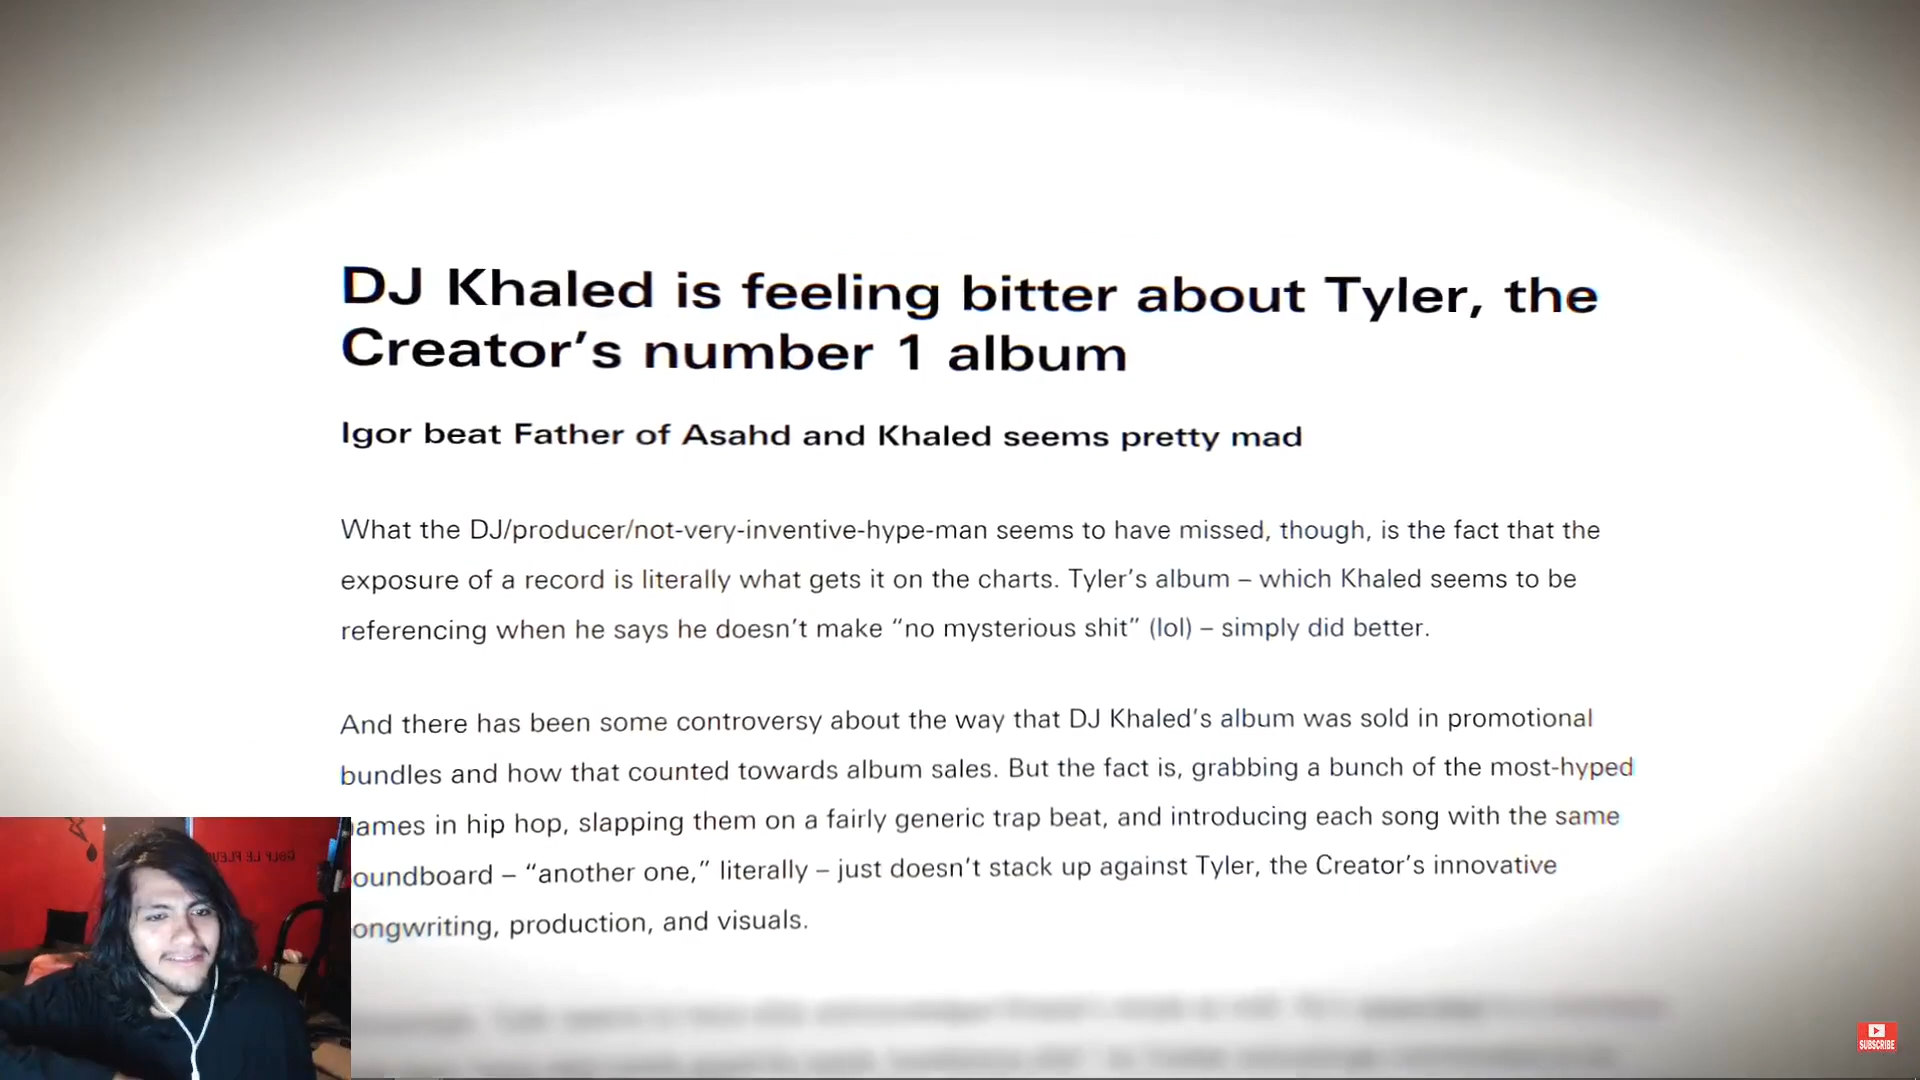 DJ Khaled is feeling bitter about Tyler, the
Creator’s number 1 album
Igor beat Father of Asahd and Khaled seems pretty mad
What the DJ/producer/not-very-inventive-hype-man seems to have missed, though, is the fact that the
exposure of a record is literally what gets it on the charts. Tyler’s album – which Khaled seems to be
referencing when he says he doesn’t make “no mysterious shit” (lol) – simply did better.
And there has been some controversy about the way that DJ Khaled’s album was sold in promotional
bundles and how that counted towards album sales. But the fact is, grabbing a bunch of the most-hyped
ames in hip hop, slapping them on a fairly generic trap beat, and introducing each song with the same
oundboard – “another one,” literally – just doesn’t stack up against Tyler, the Creator’s innovative
ongwriting, production, and visuals.
GOLF LE FLEU
SUBSCRIBE